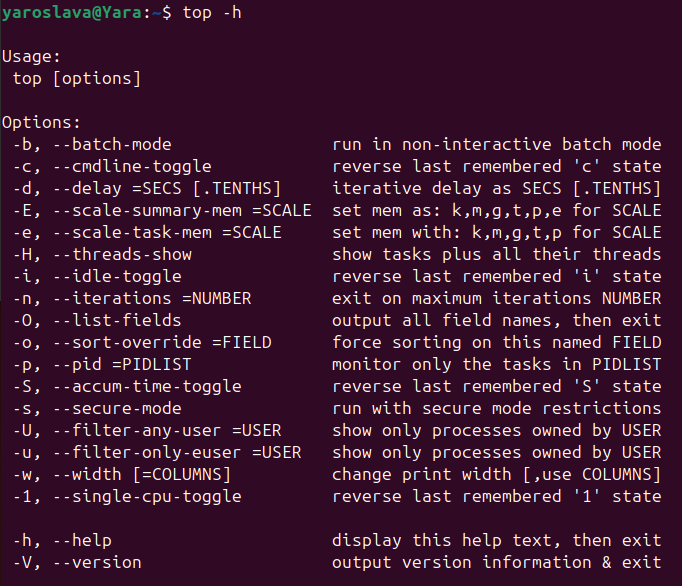 yaroslava@Yara:~$ top -h

Usage:
 top [options]

Options:
 -b, --batch-mode                run in non-interactive batch mode
 -c, --cmdline-toggle            reverse last remembered 'c' state
 -d, --delay =SECS [.TENTHS]     iterative delay as SECS [.TENTHS]
 -E, --scale-summary-mem =SCALE  set mem as: k,m,g,t,p,e for SCALE
 -e, --scale-task-mem =SCALE     set mem with: k,m,g,t,p for SCALE
 -H, --threads-show              show tasks plus all their threads
 -i, --idle-toggle               reverse last remembered 'i' state
 -n, --iterations =NUMBER        exit on maximum iterations NUMBER
 -O, --list-fields               output all field names, then exit
 -o, --sort-override =FIELD      force sorting on this named FIELD
 -p, --pid =PIDLIST              monitor only the tasks in PIDLIST
 -S, --accum-time-toggle         reverse last remembered 'S' state
 -s, --secure-mode               run with secure mode restrictions
 -U, --filter-any-user =USER     show only processes owned by USER
 -u, --filter-only-euser =USER   show only processes owned by USER
 -w, --width [=COLUMNS]          change print width [,use COLUMNS]
 -1, --single-cpu-toggle         reverse last remembered '1' state

 -h, --help                      display this help text, then exit
 -V, --version                   output version information & exit